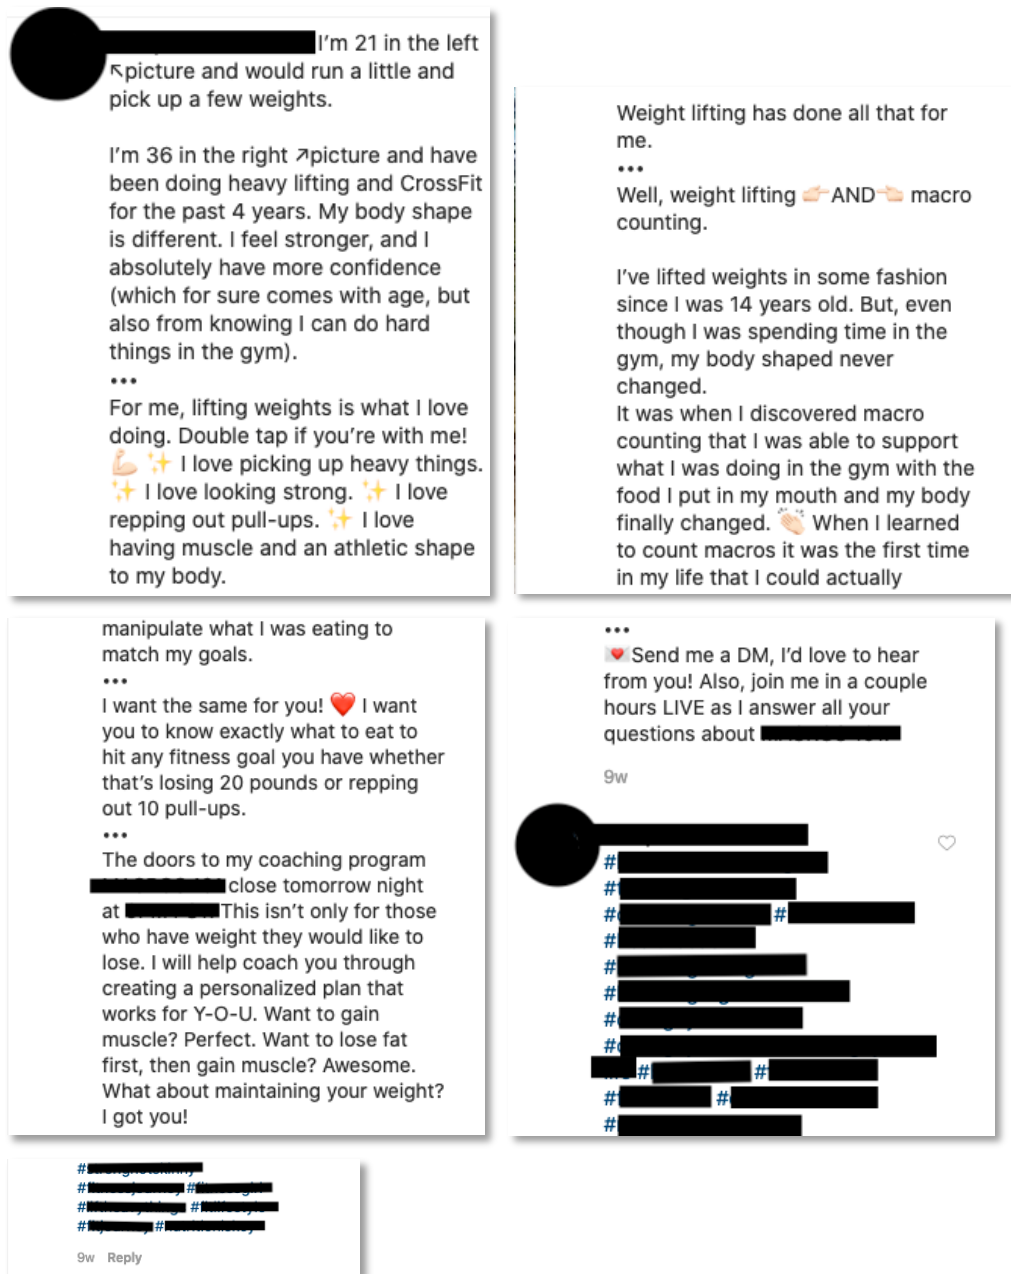 I'm 21 in the left
↖picture and would run a little and
pick up a few weights.
I'm 36 in the right ↗picture and have
been doing heavy lifting and CrossFit
for the past 4 years. My body shape
is different. I feel stronger, and I
absolutely have more confidence
(which for sure comes with age, but
also from knowing I can do hard
things in the gym).
•••
For me, lifting weights is what I love
doing. Double tap if you're with me!
💪🏻 ✨ I love picking up heavy things.
✨ I love looking strong. ✨ I love
repping out pull-ups. ✨ I love
having muscle and an athletic shape
to my body.
Weight lifting has done all that for
me.
•••
Well, weight lifting 👉🏻AND👈🏻 macro
counting.
I've lifted weights in some fashion
since I was 14 years old. But, even
though I was spending time in the
gym, my body shaped never
changed.
It was when I discovered macro
counting that I was able to support
what I was doing in the gym with the
food I put in my mouth and my body
finally changed. 👏🏻 When I learned
to count macros it was the first time
in my life that I could actually
manipulate what I was eating to
match my goals.
•••
I want the same for you! ❤️ I want
you to know exactly what to eat to
hit any fitness goal you have whether
that's losing 20 pounds or repping
out 10 pull-ups.
•••
The doors to my coaching program
close tomorrow night
at This isn't only for those
who have weight they would like to
lose. I will help coach you through
creating a personalized plan that
works for Y-O-U. Want to gain
muscle? Perfect. Want to lose fat
first, then gain muscle? Awesome.
What about maintaining your weight?
I got you!
•••
💌Send me a DM, I'd love to hear
from you! Also, join me in a couple
hours LIVE as I answer all your
questions about
9w
#
#
# #
#
#
#
#
#
# #
# #
#
#
# #
# #
# #
9w Reply